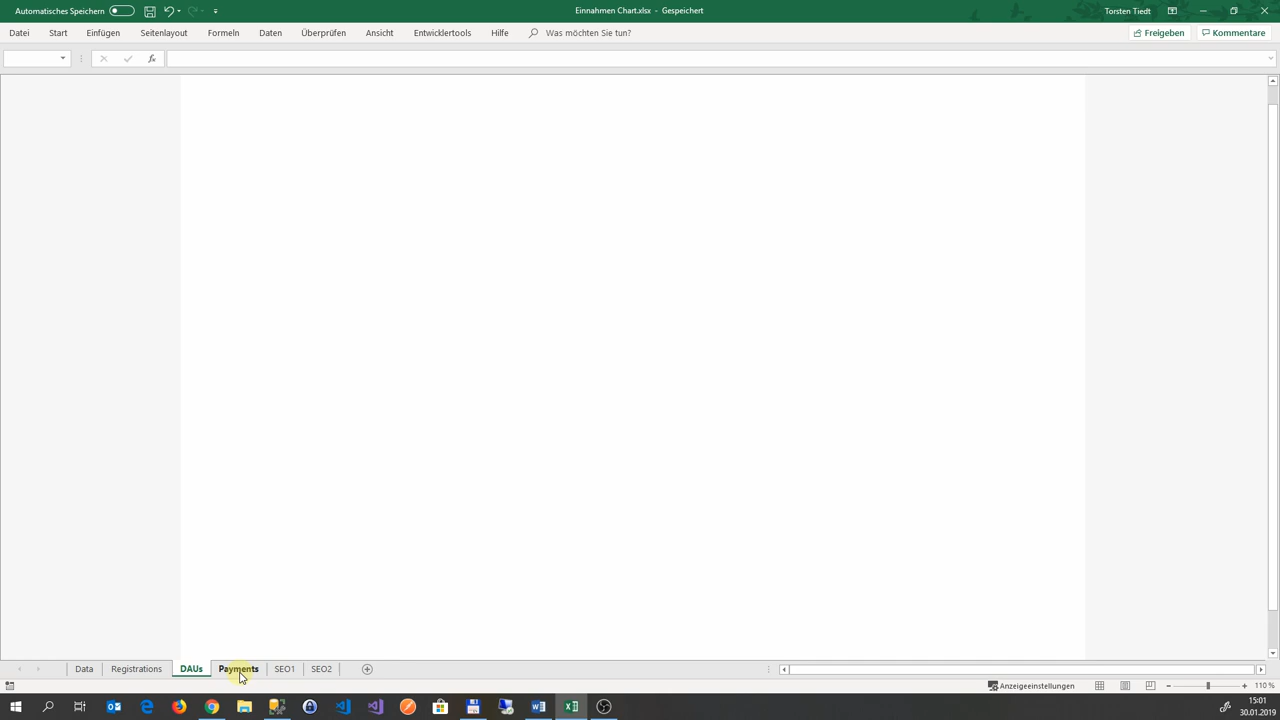 Automatisches Speichern
Einnahmen Chart.xlsx - Gespeichert
Torsten Tiedt
Datei Start Einfügen Seitenlayout Formeln Daten Überprüfen Ansicht Entwicklertools Hilfe Was möchten Sie tun? Freigeben Kommentare
fx
Data Registrations DAUs Payments SEO1 SEO2
Anzeigeeinstellungen 110 %
15:01
30.01.2019